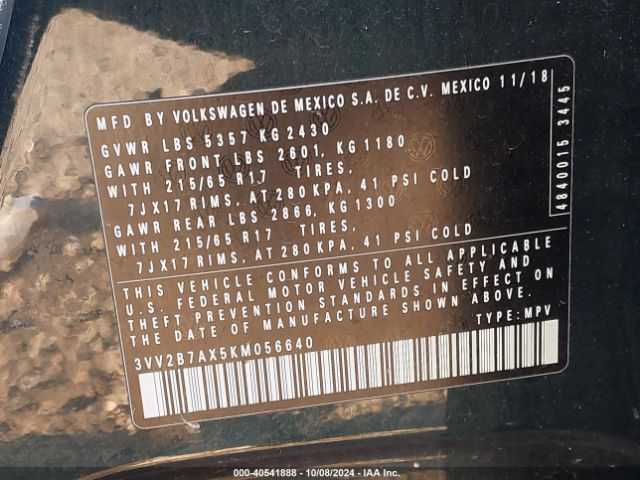 MFD BY VOLKSWAGEN DE MEXICO S.A. DE C.V. MEXICO 11/18
GVWR LBS 5357 KG 2430
GAWR FRONT LBS 2601, KG 1180
WITH 215/65 R17 TIRES,
7JX17 RIMS, AT 280 KPA, 41 PSI COLD
GAWR REAR LBS 2866, KG 1300
WITH 215/65 R17 TIRES,
7JX17 RIMS, AT 280 KPA, 41 PSI COLD
4840015 3445
THIS VEHICLE CONFORMS TO ALL APPLICABLE
U.S. FEDERAL MOTOR VEHICLE SAFETY AND
THEFT PREVENTION STANDARDS IN EFFECT ON
THE DATE OF MANUFACTURE SHOWN ABOVE.
3VV2B7AX5KM056640 TYPE: MPV
000-40541888 - 10/08/2024 - IAA Inc.